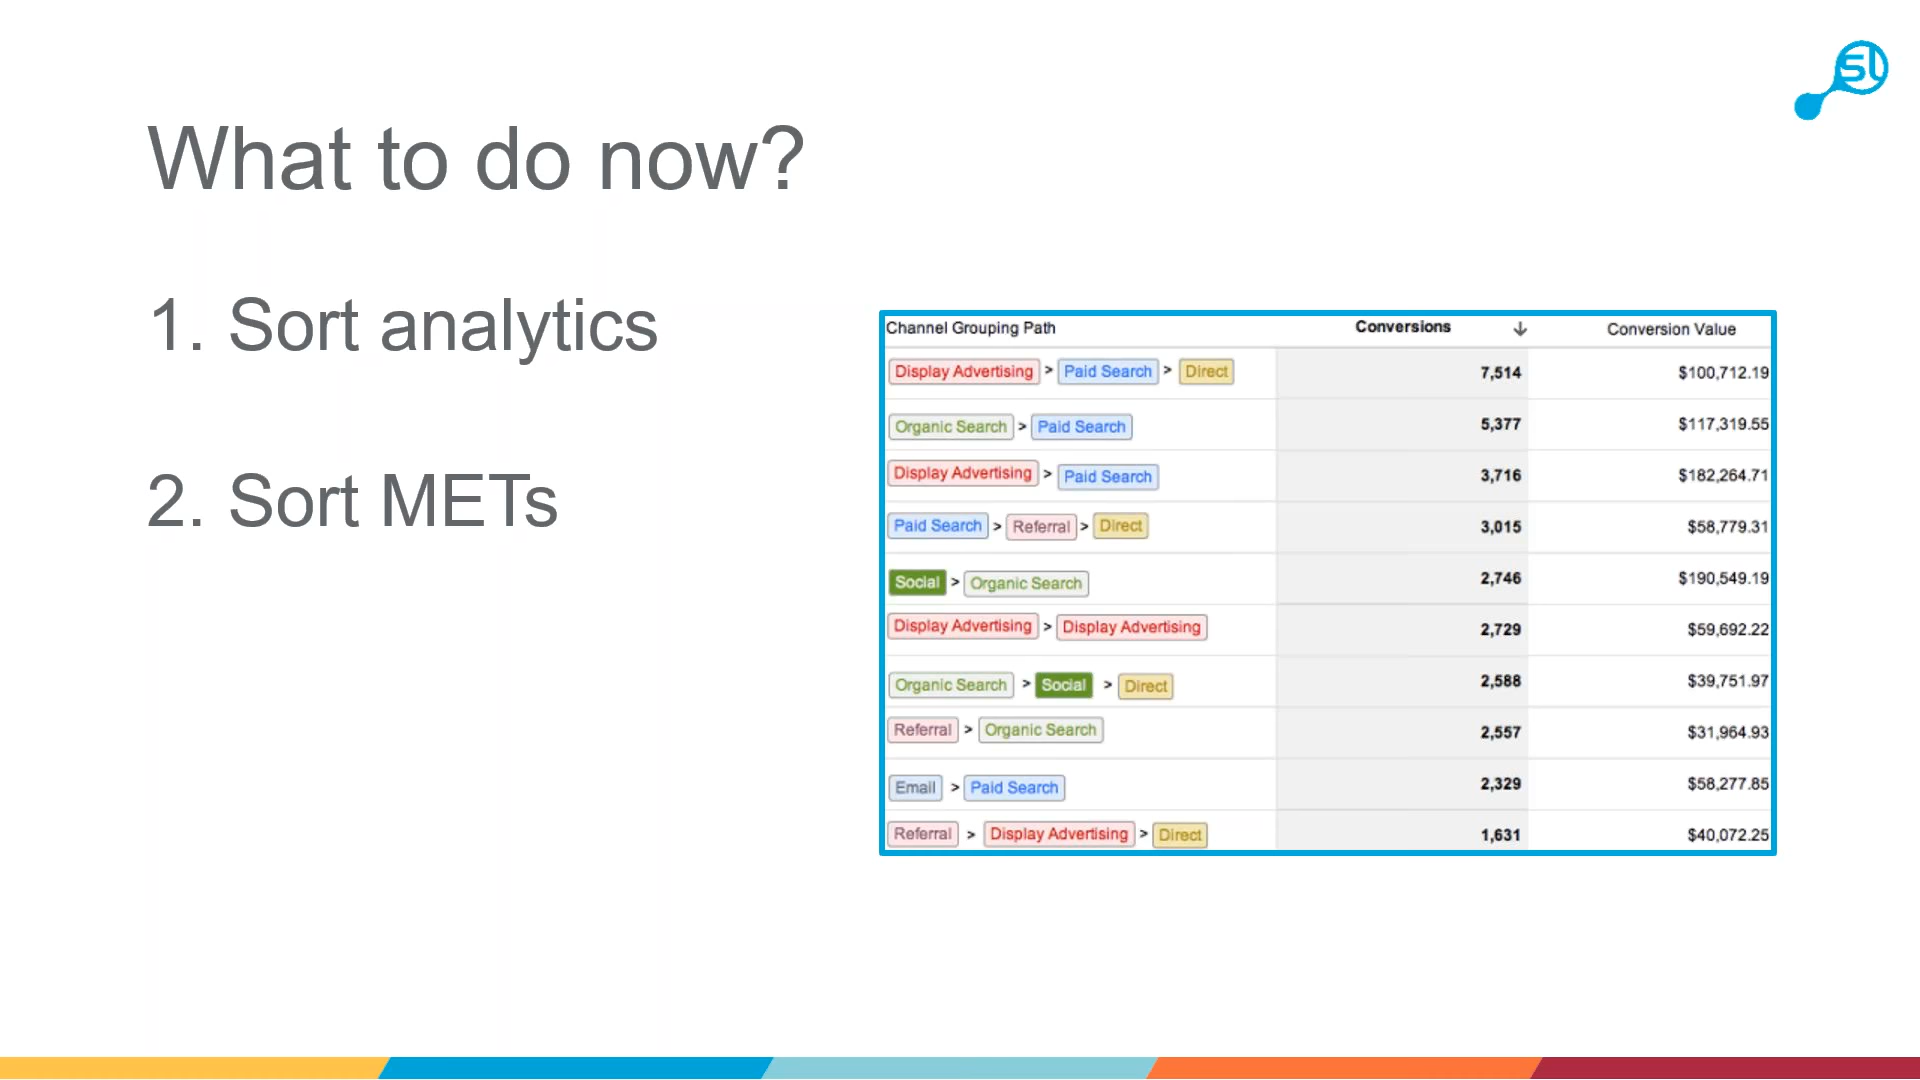 SL
What to do now?
1. Sort analytics
2. Sort METs
Channel Grouping Path Conversions ↓ Conversion Value
Display Advertising > Paid Search > Direct 7,514 $100,712.19
Organic Search > Paid Search 5,377 $117,319.55
Display Advertising > Paid Search 3,716 $182,264.71
Paid Search > Referral > Direct 3,015 $58,779.31
Social > Organic Search 2,746 $190,549.19
Display Advertising > Display Advertising 2,729 $59,692.22
Organic Search > Social > Direct 2,588 $39,751.97
Referral > Organic Search 2,557 $31,964.93
Email > Paid Search 2,329 $58,277.85
Referral > Display Advertising > Direct 1,631 $40,072.25